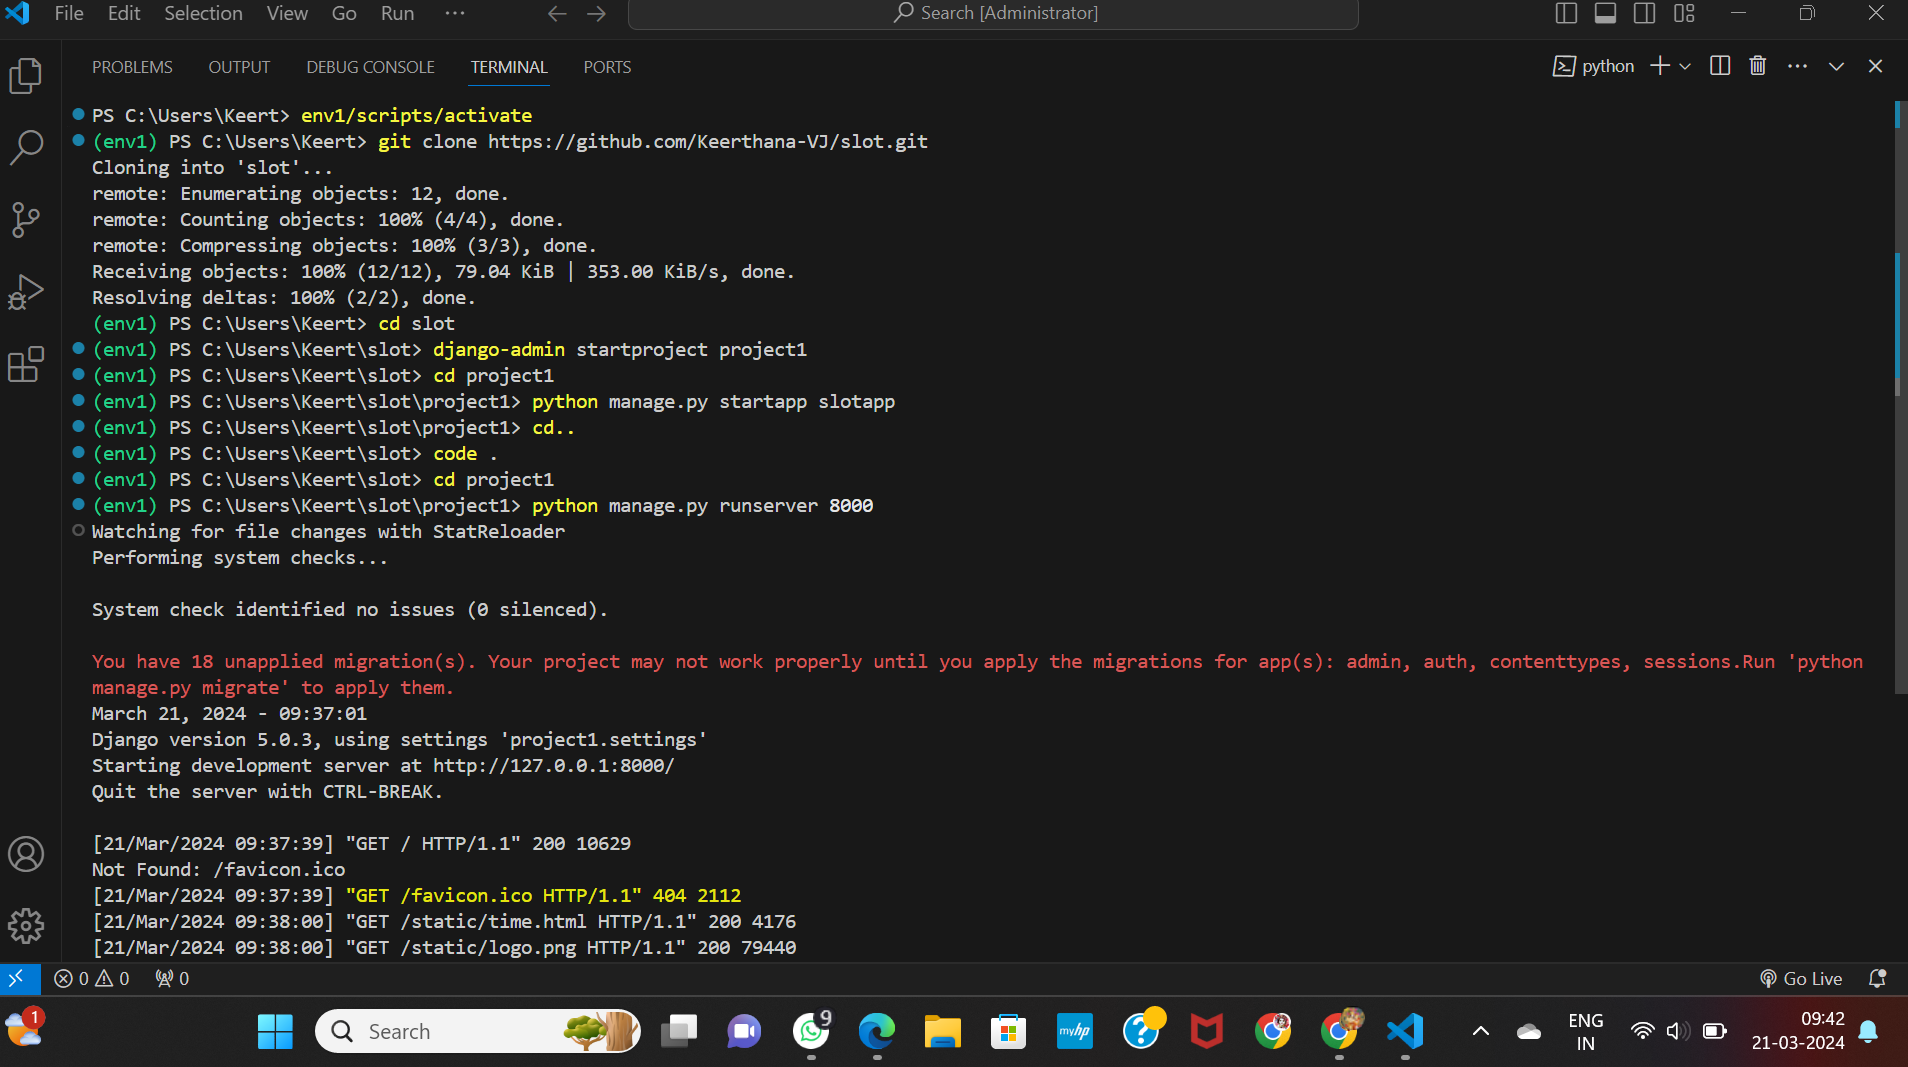 File Edit Selection View Go Run ··· Search [Administrator]
PROBLEMS OUTPUT DEBUG CONSOLE TERMINAL PORTS python
PS C:\Users\Keert> env1/scripts/activate
(env1) PS C:\Users\Keert> git clone https://github.com/Keerthana-VJ/slot.git
Cloning into 'slot'...
remote: Enumerating objects: 12, done.
remote: Counting objects: 100% (4/4), done.
remote: Compressing objects: 100% (3/3), done.
Receiving objects: 100% (12/12), 79.04 KiB | 353.00 KiB/s, done.
Resolving deltas: 100% (2/2), done.
(env1) PS C:\Users\Keert> cd slot
(env1) PS C:\Users\Keert\slot> django-admin startproject project1
(env1) PS C:\Users\Keert\slot> cd project1
(env1) PS C:\Users\Keert\slot\project1> python manage.py startapp slotapp
(env1) PS C:\Users\Keert\slot\project1> cd..
(env1) PS C:\Users\Keert\slot> code .
(env1) PS C:\Users\Keert\slot> cd project1
(env1) PS C:\Users\Keert\slot\project1> python manage.py runserver 8000
Watching for file changes with StatReloader
Performing system checks...
System check identified no issues (0 silenced).
You have 18 unapplied migration(s). Your project may not work properly until you apply the migrations for app(s): admin, auth, contenttypes, sessions.Run 'python
manage.py migrate' to apply them.
March 21, 2024 - 09:37:01
Django version 5.0.3, using settings 'project1.settings'
Starting development server at http://127.0.0.1:8000/
Quit the server with CTRL-BREAK.
[21/Mar/2024 09:37:39] "GET / HTTP/1.1" 200 10629
Not Found: /favicon.ico
[21/Mar/2024 09:37:39] "GET /favicon.ico HTTP/1.1" 404 2112
[21/Mar/2024 09:38:00] "GET /static/time.html HTTP/1.1" 200 4176
[21/Mar/2024 09:38:00] "GET /static/logo.png HTTP/1.1" 200 79440
0 0 0 Go Live
1 Search 9 myhp ENG 09:42
IN 21-03-2024